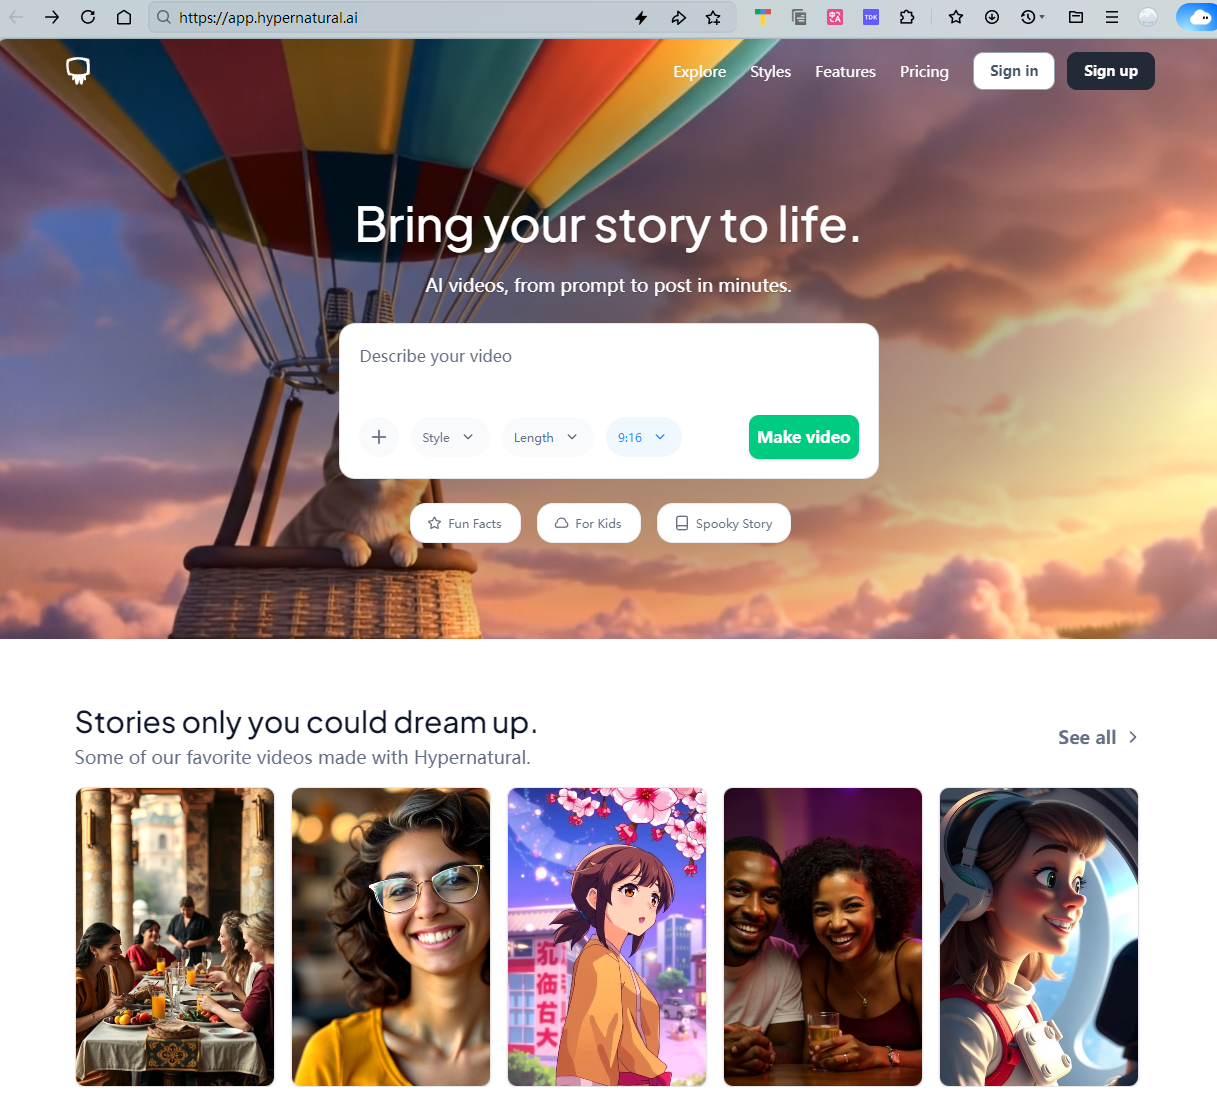 https://app.hypernatural.ai
TDK
Explore
Styles
Features
Pricing
Sign in
Sign up
Bring your story to life.
AI videos, from prompt to post in minutes.
Describe your video
Style
Length
9:16
Make video
Fun Facts
For Kids
Spooky Story
Stories only you could dream up.
Some of our favorite videos made with Hypernatural.
See all